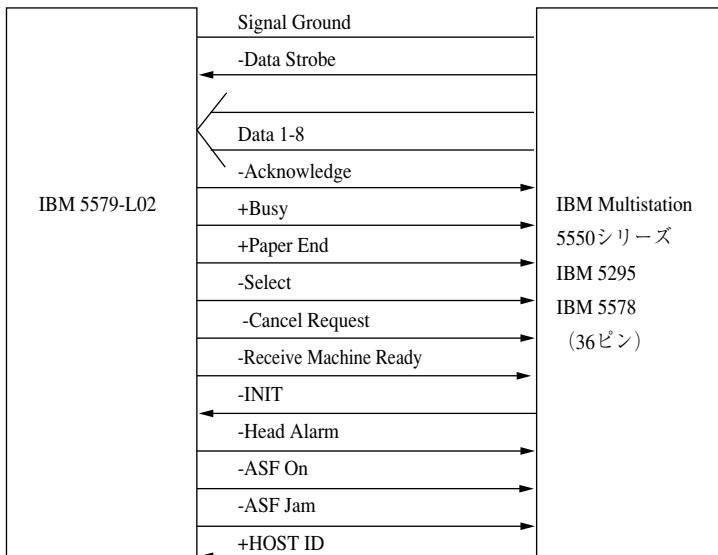 Signal Ground
-Data Strobe
Data 1-8
-Acknowledge
IBM 5579-L02
+Busy
IBM Multistation
5550シリーズ
+Paper End
IBM 5295
-Select
IBM 5578
-Cancel Request
（36ピン）
-Receive Machine Ready
-INIT
-Head Alarm
-ASF On
-ASF Jam
+HOST ID